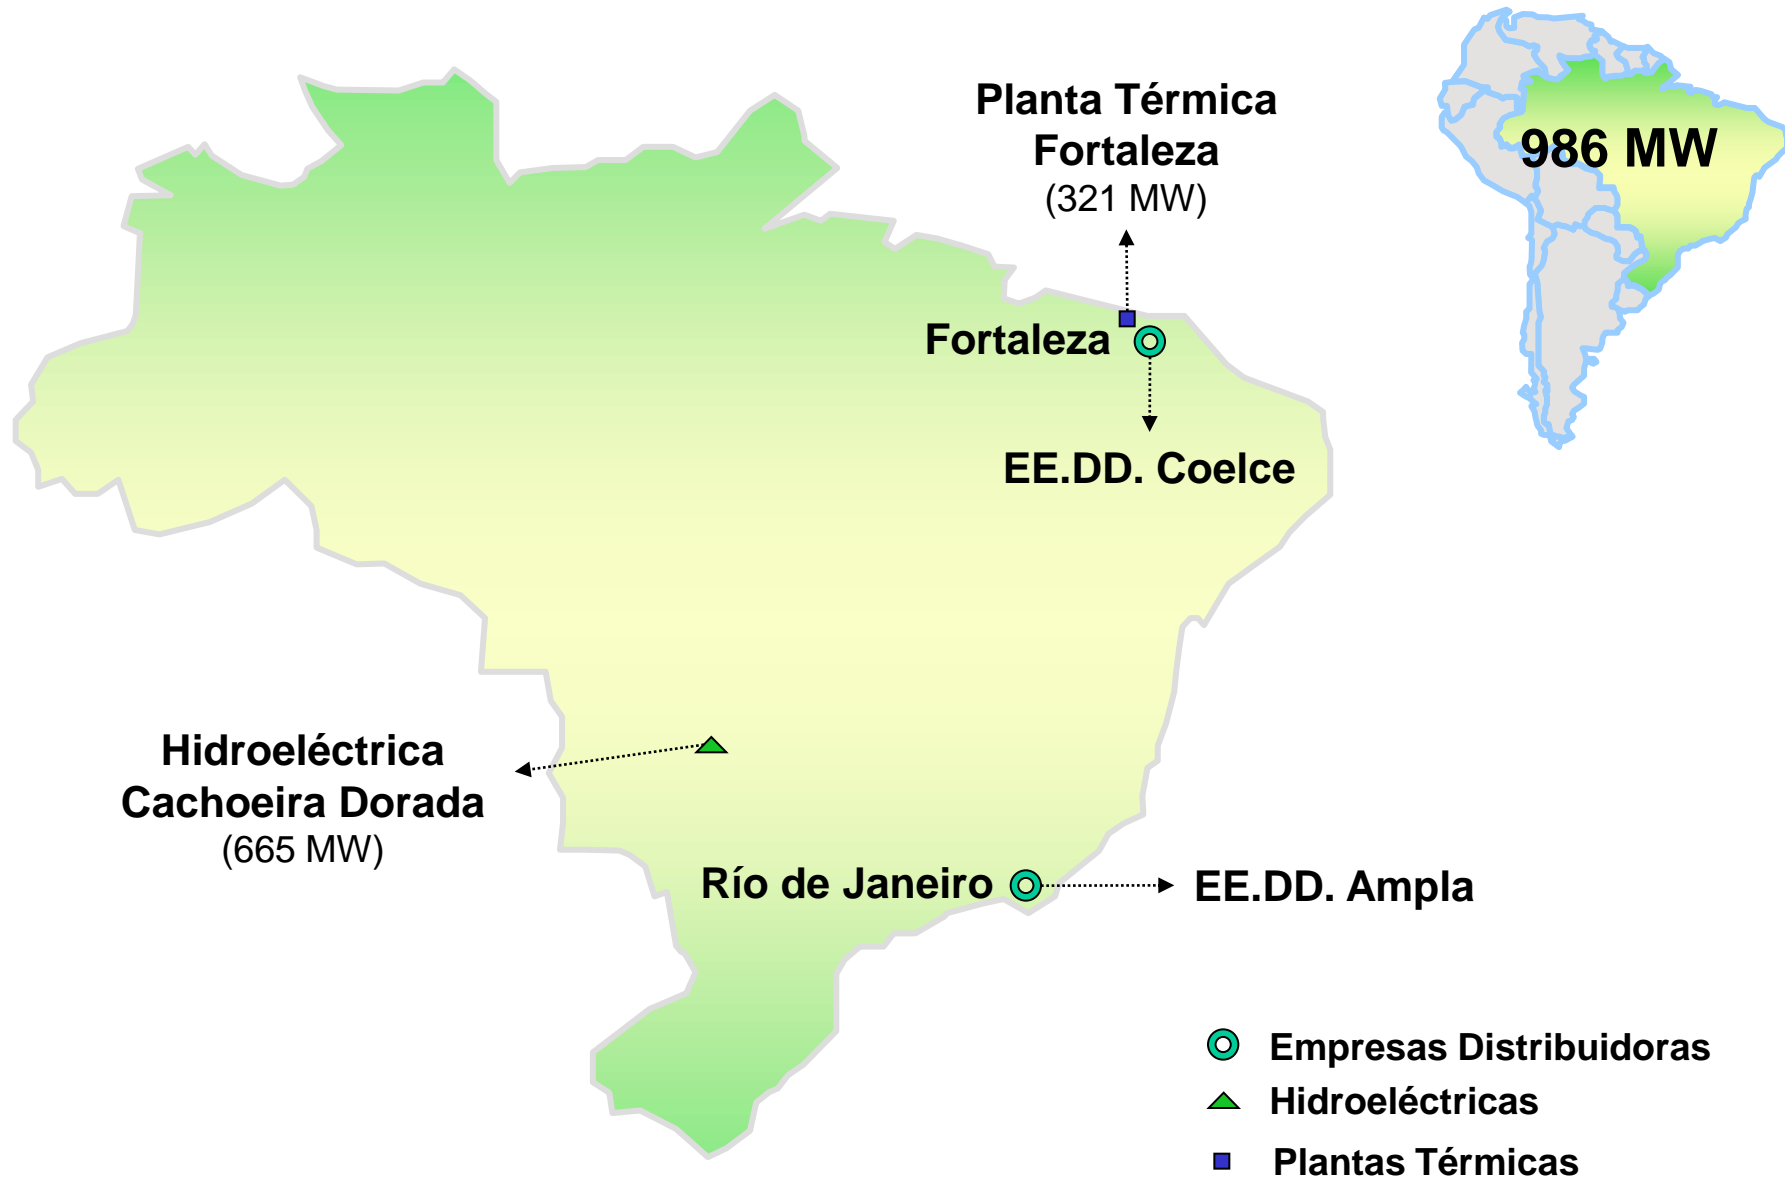 Planta Térmica
Fortaleza
(321 MW)
986 MW
Fortaleza
EE.DD. Coelce
Hidroeléctrica
Cachoeira Dorada
(665 MW)
Río de Janeiro
EE.DD. Ampla
Empresas Distribuidoras
Hidroeléctricas
Plantas Térmicas